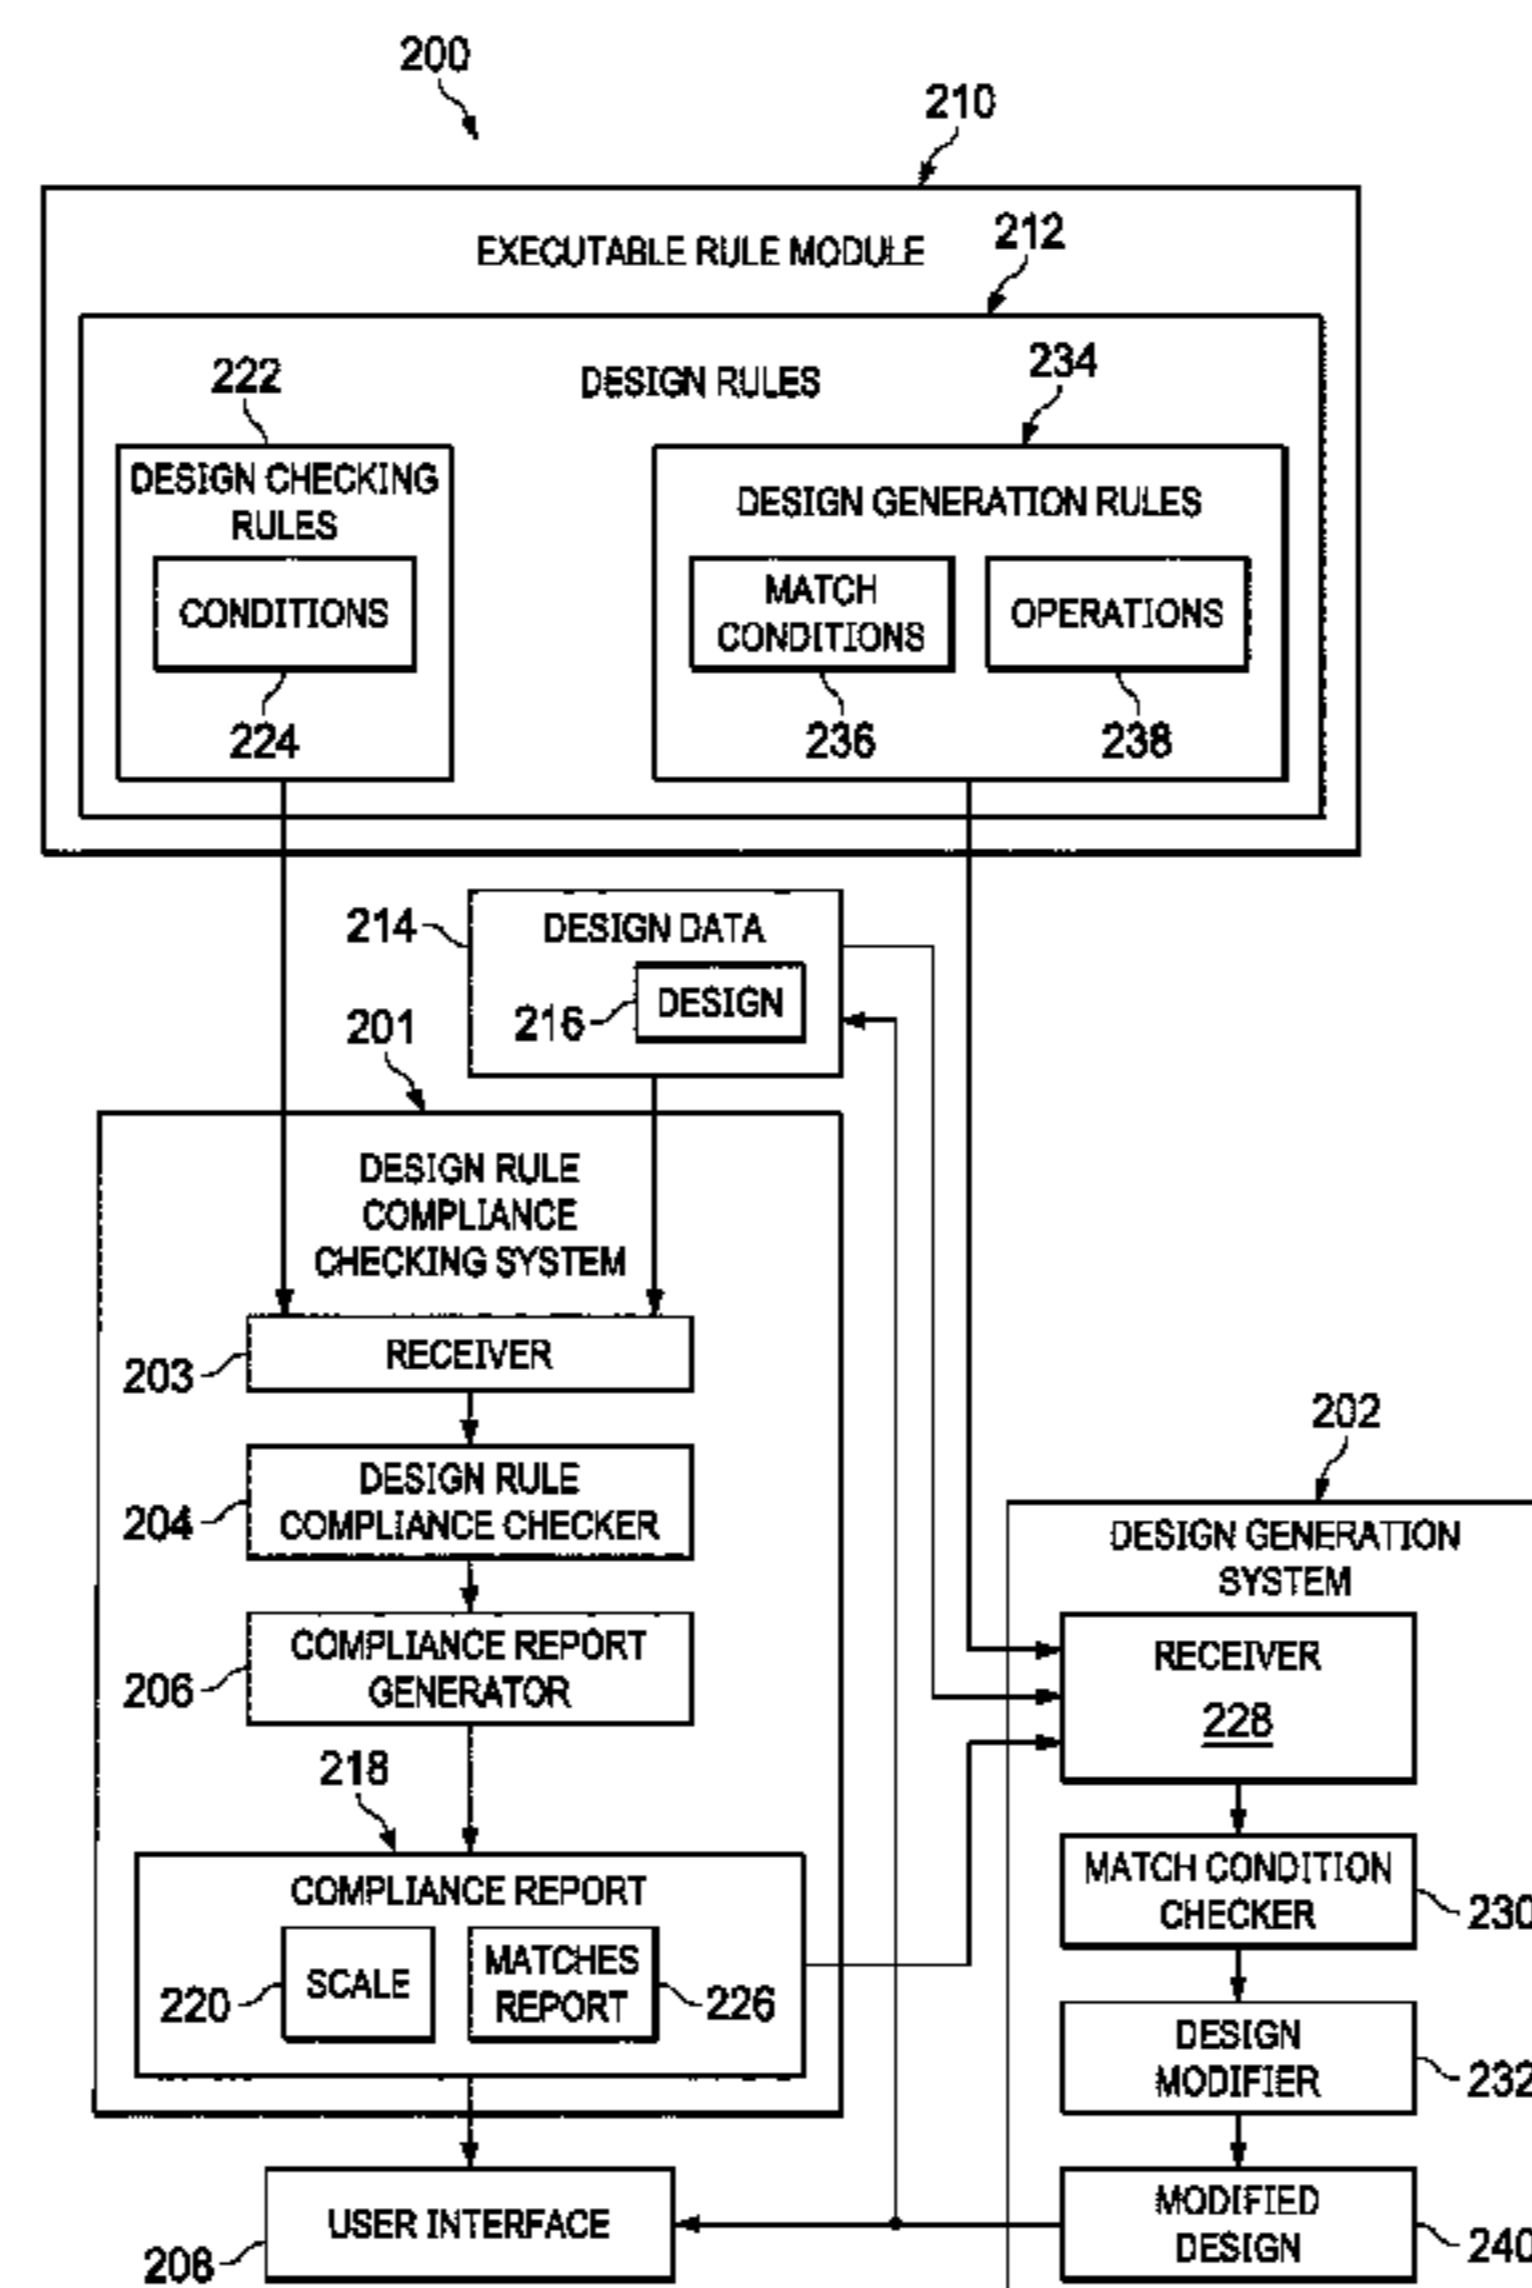 200
210
EXECUTABLE RULE MODULE
212
DESIGN RULES
222
234
DESIGN CHECKING
RULES
CONDITIONS
224
DESIGN GENERATION RULES
MATCH
CONDITIONS
OPERATIONS
236
238
214
DESIGN DATA
216
DESIGN
201
DESIGN RULE
COMPLIANCE
CHECKING SYSTEM
203
RECEIVER
204
DESIGN RULE
COMPLIANCE CHECKER
206
COMPLIANCE REPORT
GENERATOR
202
DESIGN GENERATION
SYSTEM
RECEIVER
228
218
COMPLIANCE REPORT
220
SCALE
MATCHES
REPORT
226
MATCH CONDITION
CHECKER
230
DESIGN
MODIFIER
232
USER INTERFACE
208
MODIFIED
DESIGN
240